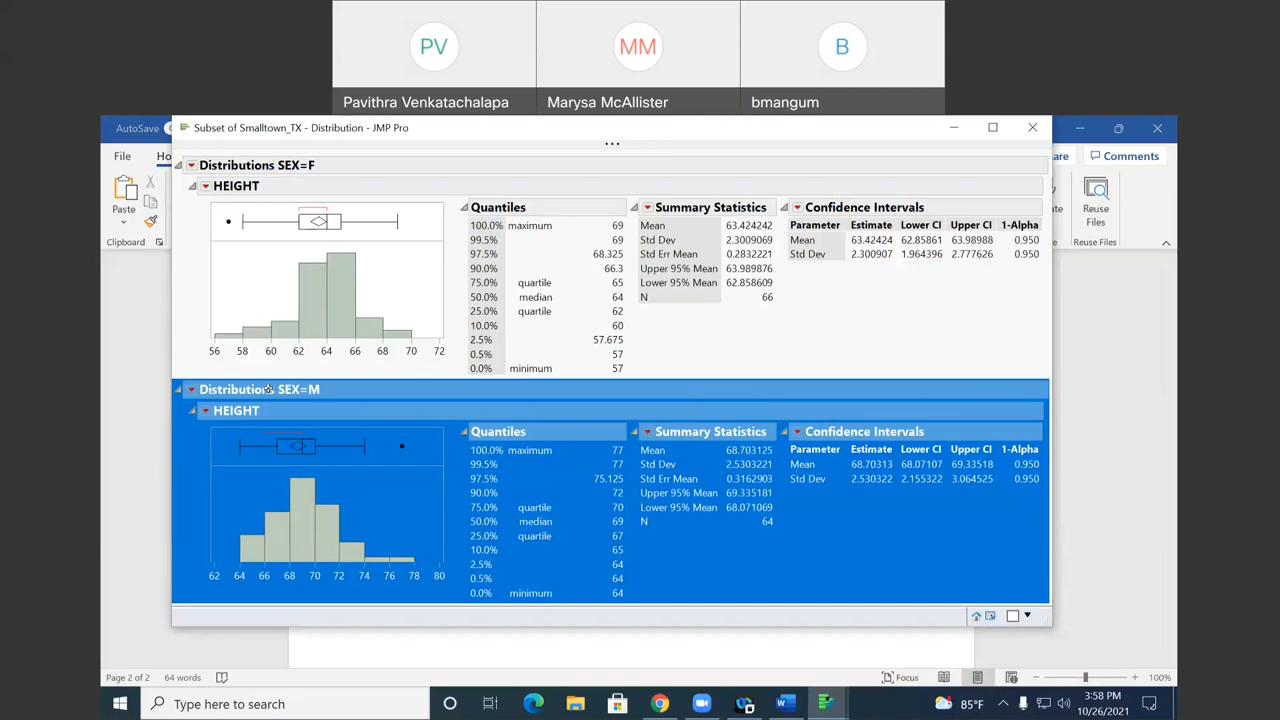 PV
MM
B
Pavithra Venkatachalapa
Marysa McAllister
bmangum
AutoSave
Subset of Smalltown_TX - Distribution - JMP Pro
File
Ho
are
Comments
Paste
Clipboard
Reuse
Files
Reuse Files
Distributions SEX=F
HEIGHT
56 58 60 62 64 66 68 70 72
Quantiles
100.0% maximum 69
99.5% 69
97.5% 68.325
90.0% 66.3
75.0% quartile 65
50.0% median 64
25.0% quartile 62
10.0% 60
2.5% 57.675
0.5% 57
0.0% minimum 57
Summary Statistics
Mean 63.424242
Std Dev 2.3009069
Std Err Mean 0.2832221
Upper 95% Mean 63.989876
Lower 95% Mean 62.858609
N 66
Confidence Intervals
Parameter Estimate Lower CI Upper CI 1-Alpha
Mean 63.42424 62.85861 63.98988 0.950
Std Dev 2.300907 1.964396 2.777626 0.950
Distributions SEX=M
HEIGHT
62 64 66 68 70 72 74 76 78 80
Quantiles
100.0% maximum 77
99.5% 77
97.5% 75.125
90.0% 72
75.0% quartile 70
50.0% median 69
25.0% quartile 67
10.0% 65
2.5% 64
0.5% 64
0.0% minimum 64
Summary Statistics
Mean 68.703125
Std Dev 2.5303221
Std Err Mean 0.3162903
Upper 95% Mean 69.335181
Lower 95% Mean 68.071069
N 64
Confidence Intervals
Parameter Estimate Lower CI Upper CI 1-Alpha
Mean 68.70313 68.07107 69.33518 0.950
Std Dev 2.530322 2.155322 3.064525 0.950
Page 2 of 2 64 words
Focus
100%
Type here to search
85°F
3:58 PM
10/26/2021